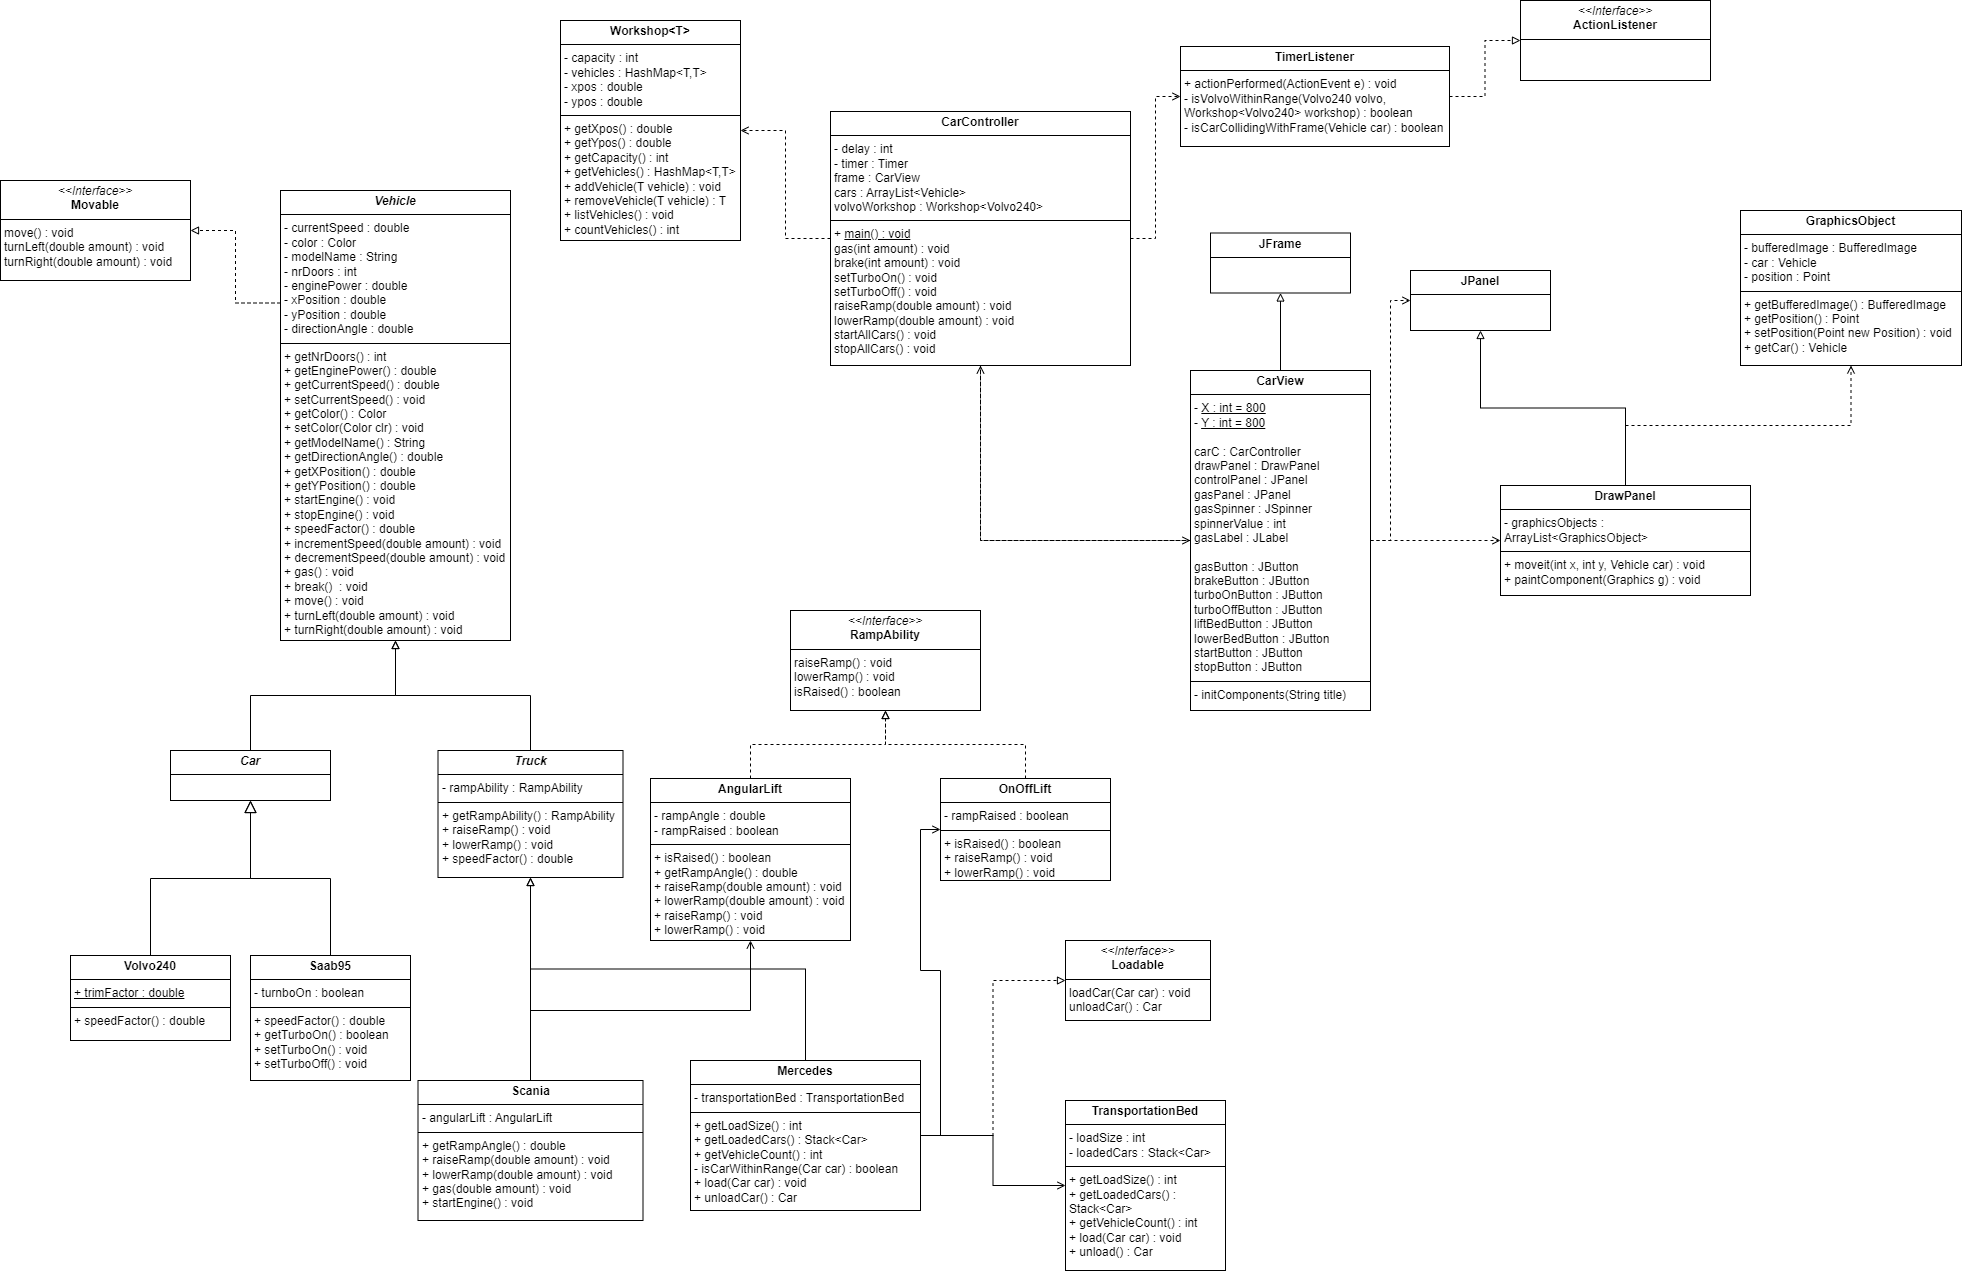 Workshop<T>
- capacity : int
- vehicles : HashMap<T,T>
- xpos : double
- ypos : double
+ getXpos() : double
+ getYpos() : double
+ getCapacity() : int
+ getVehicles() : HashMap<T,T>
+ addVehicle(T vehicle) : void
+ removeVehicle(T vehicle) : T
+ listVehicles() : void
+ countVehicles() : int
<<Interface>>
ActionListener
TimerListener
+ actionPerformed(ActionEvent e) : void
- isVolvoWithinRange(Volvo240 volvo,
Workshop<Volvo240> workshop) : boolean
- isCarCollidingWithFrame(Vehicle car) : boolean
CarController
- delay : int
- timer : Timer
frame : CarView
cars : ArrayList<Vehicle>
volvoWorkshop : Workshop<Volvo240>
+ main() : void
gas(int amount) : void
brake(int amount) : void
setTurboOn() : void
setTurboOff() : void
raiseRamp(double amount) : void
lowerRamp(double amount) : void
startAllCars() : void
stopAllCars() : void
<<Interface>>
Movable
move() : void
turnLeft(double amount) : void
turnRight(double amount) : void
Vehicle
- currentSpeed : double
- color : Color
- modelName : String
- nrDoors : int
- enginePower : double
- xPosition : double
- yPosition : double
- directionAngle : double
+ getNrDoors() : int
+ getEnginePower() : double
+ getCurrentSpeed() : double
+ setCurrentSpeed() : void
+ getColor() : Color
+ setColor(Color clr) : void
+ getModelName() : String
+ getDirectionAngle() : double
+ getXPosition() : double
+ getYPosition() : double
+ startEngine() : void
+ stopEngine() : void
+ speedFactor() : double
+ incrementSpeed(double amount) : void
+ decrementSpeed(double amount) : void
+ gas() : void
+ break() : void
+ move() : void
+ turnLeft(double amount) : void
+ turnRight(double amount) : void
JFrame
JPanel
GraphicsObject
- bufferedImage : BufferedImage
- car : Vehicle
- position : Point
+ getBufferedImage() : BufferedImage
+ getPosition() : Point
+ setPosition(Point new Position) : void
+ getCar() : Vehicle
CarView
- X : int = 800
- Y : int = 800
carC : CarController
drawPanel : DrawPanel
controlPanel : JPanel
gasPanel : JPanel
gasSpinner : JSpinner
spinnerValue : int
gasLabel : JLabel
gasButton : JButton
brakeButton : JButton
turboOnButton : JButton
turboOffButton : JButton
liftBedButton : JButton
lowerBedButton : JButton
startButton : JButton
stopButton : JButton
- initComponents(String title)
DrawPanel
- graphicsObjects :
ArrayList<GraphicsObject>
+ moveit(int x, int y, Vehicle car) : void
+ paintComponent(Graphics g) : void
<<Interface>>
RampAbility
raiseRamp() : void
lowerRamp() : void
isRaised() : boolean
Car
Truck
- rampAbility : RampAbility
+ getRampAbility() : RampAbility
+ raiseRamp() : void
+ lowerRamp() : void
+ speedFactor() : double
AngularLift
- rampAngle : double
- rampRaised : boolean
+ isRaised() : boolean
+ getRampAngle() : double
+ raiseRamp(double amount) : void
+ lowerRamp(double amount) : void
+ raiseRamp() : void
+ lowerRamp() : void
OnOffLift
- rampRaised : boolean
+ isRaised() : boolean
+ raiseRamp() : void
+ lowerRamp() : void
Volvo240
+ trimFactor : double
+ speedFactor() : double
Saab95
- turnboOn : boolean
+ speedFactor() : double
+ getTurboOn() : boolean
+ setTurboOn() : void
+ setTurboOff() : void
<<Interface>>
Loadable
loadCar(Car car) : void
unloadCar() : Car
Scania
- angularLift : AngularLift
+ getRampAngle() : double
+ raiseRamp(double amount) : void
+ lowerRamp(double amount) : void
+ gas(double amount) : void
+ startEngine() : void
Mercedes
- transportationBed : TransportationBed
+ getLoadSize() : int
+ getLoadedCars() : Stack<Car>
+ getVehicleCount() : int
- isCarWithinRange(Car car) : boolean
+ load(Car car) : void
+ unloadCar() : Car
TransportationBed
- loadSize : int
- loadedCars : Stack<Car>
+ getLoadSize() : int
+ getLoadedCars() :
Stack<Car>
+ getVehicleCount() : int
+ load(Car car) : void
+ unload() : Car